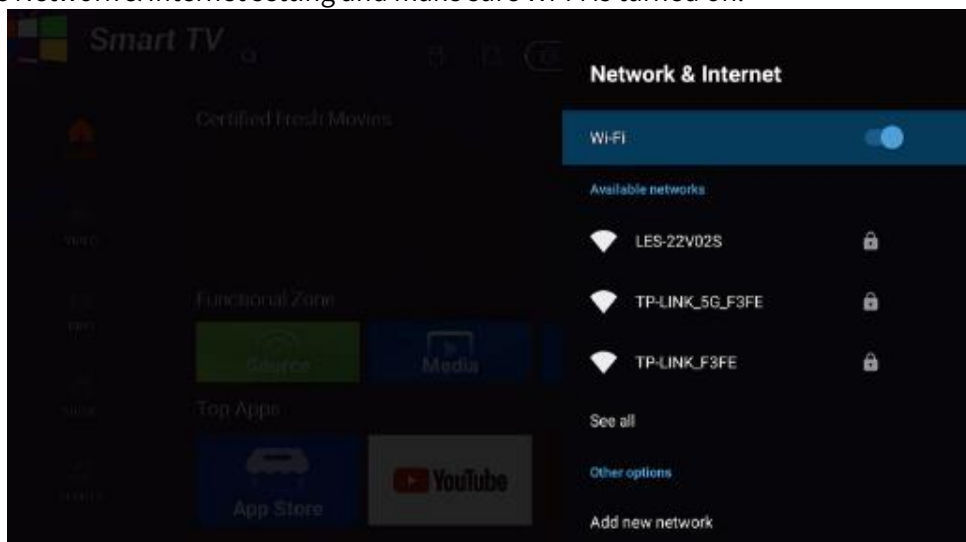 Network & Internet setting and make sure Wi-Fi is turned on.
Smart TV
Certified Fresh Movies
Functional Zone
Source
Media
Top Apps
App Store
YouTube
Network & Internet
Wi-Fi
Available networks
LES-22V02S
TP-LINK_5G_F3FE
TP-LINK_F3FE
See all
Other options
Add new network